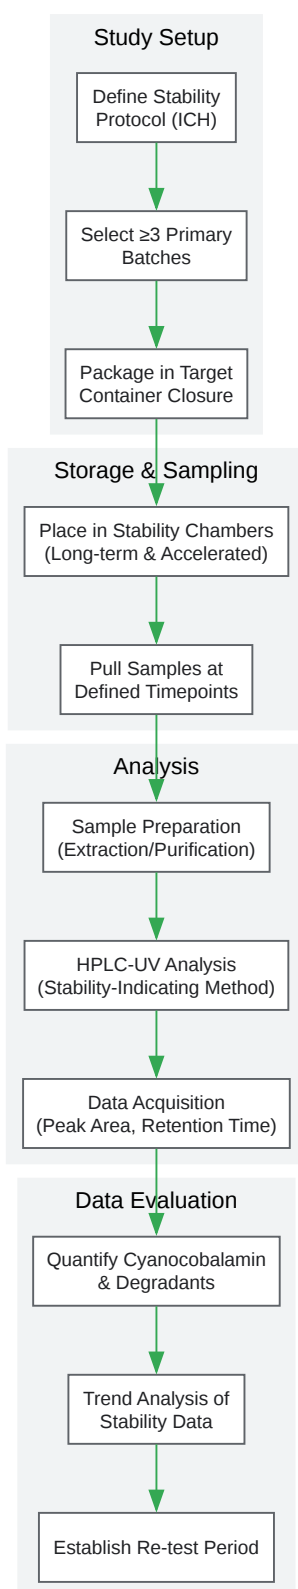 Study Setup
Define Stability
Protocol (ICH)
Select ≥3 Primary
Batches
Package in Target
Container Closure
Storage & Sampling
Place in Stability Chambers
(Long-term & Accelerated)
Pull Samples at
Defined Timepoints
Analysis
Sample Preparation
(Extraction/Purification)
HPLC-UV Analysis
(Stability-Indicating Method)
Data Acquisition
(Peak Area, Retention Time)
Data Evaluation
Quantify Cyanocobalamin
& Degradants
Trend Analysis of
Stability Data
Establish Re-test Period